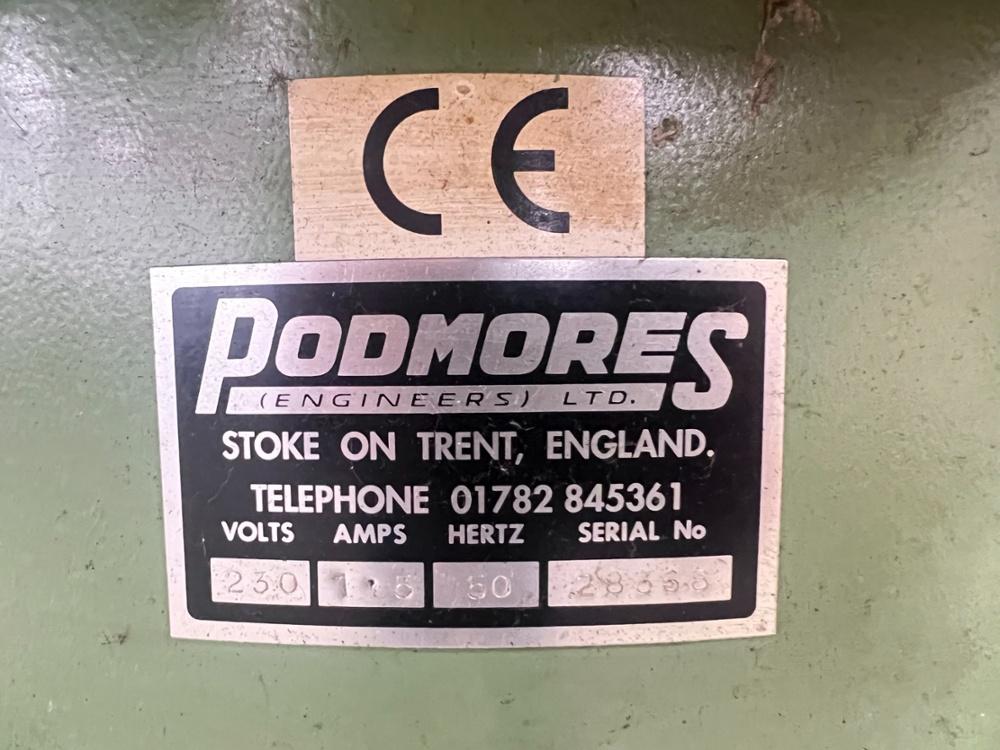 CE
PODMORES
(ENGINEERS) LTD.
STOKE ON TRENT, ENGLAND.
TELEPHONE 01782 845361
VOLTS AMPS HERTZ SERIAL No
230 50